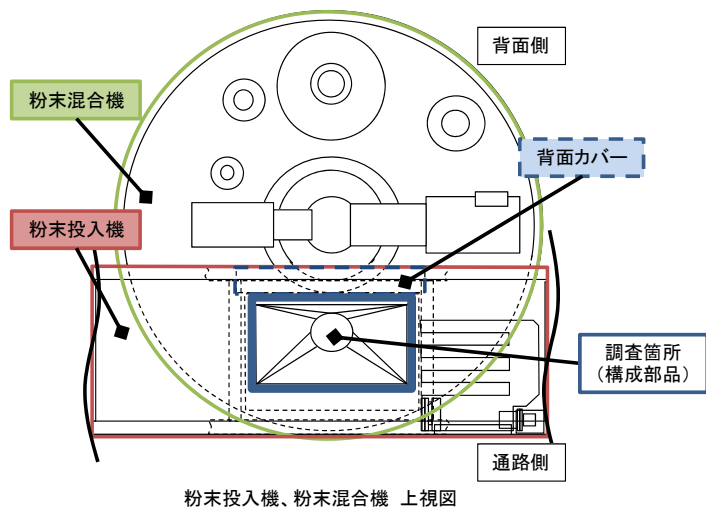 背面側
粉末混合機
背面カバー
粉末投入機
調査箇所
（構成部品）
通路側
粉末投入機、粉末混合機 上視図